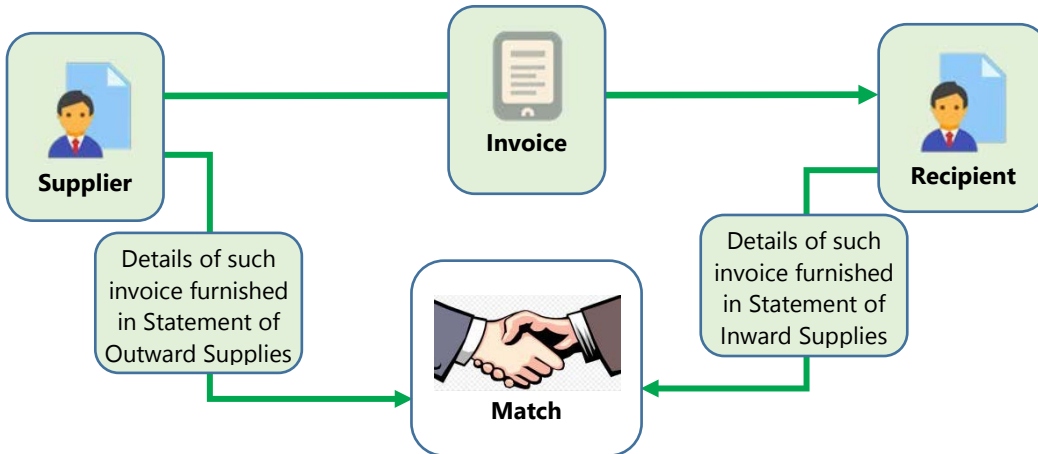 Supplier
Invoice
Recipient
Details of such
invoice furnished
in Statement of
Outward Supplies
Details of such
invoice furnished
in Statement of
Inward Supplies
Match